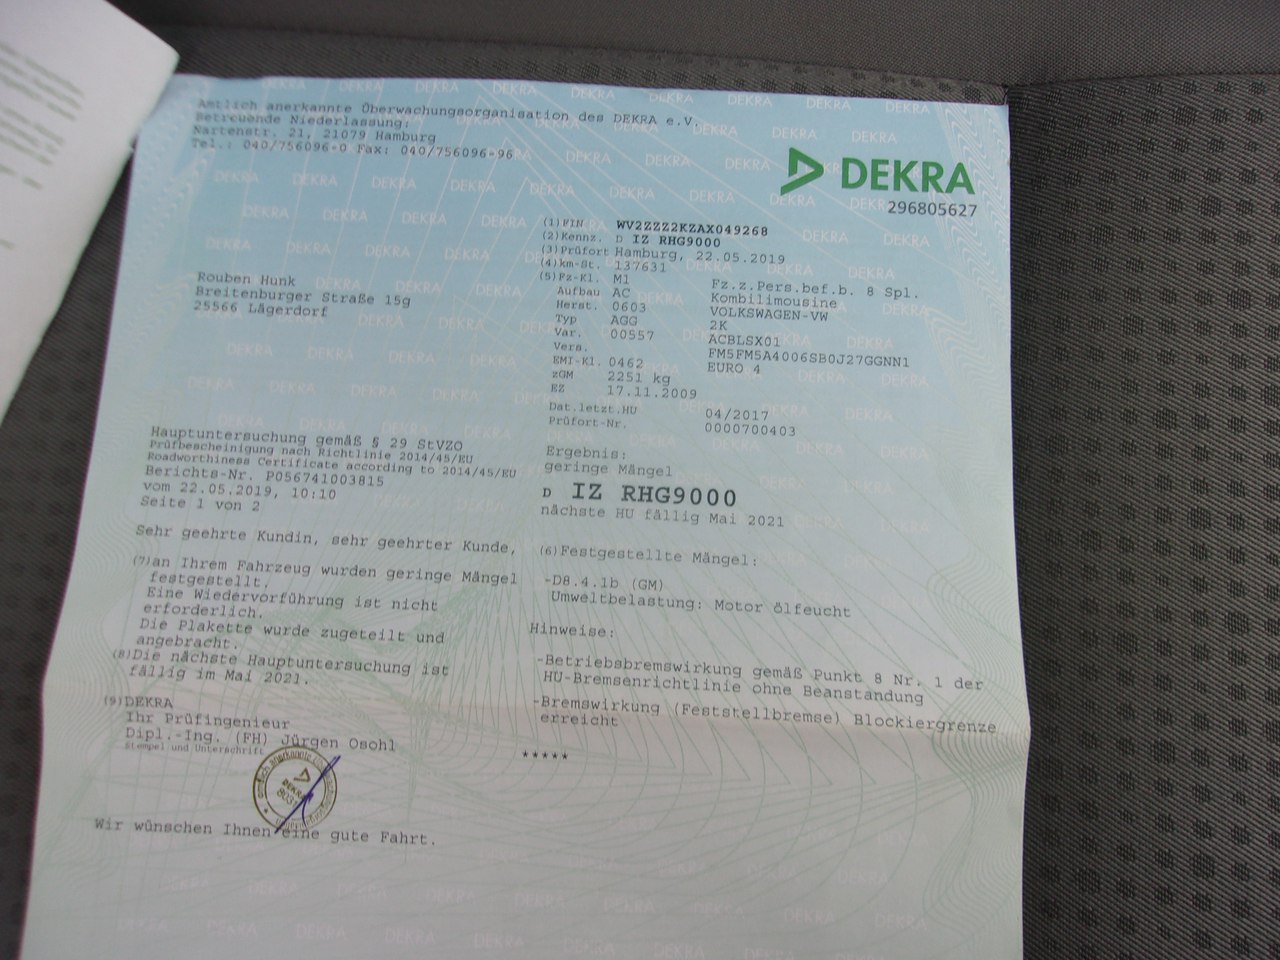 Amtlich anerkannte Überwachungsorganisation des DEKRA e.V.
Betreuende Niederlassung:
Nartenstr. 21, 21079 Hamburg
Tel.: 040/756096-0 Fax: 040/756096-96
DEKRA
296805627
(1) FIN WV2ZZZ2KZAX049268
(2) Kennz. D IZ RHG9000
(3) Prüfort Hamburg, 22.05.2019
(4) km-St. 137631
(5) Fz-Kl. M1 Fz.z.Pers.bef.b. 8 Spl.
Aufbau AC Kombilimousine
Herst. 0603 VOLKSWAGEN-VW
Typ AGG 2K
Var. 00557 ACBLSX01
Vers. FM5FM5A4006SB0J27GGNN1
EMI-Kl. 0462 EURO 4
zGM 2251 kg
EZ 17.11.2009
Dat.letzt.HU 04/2017
Prüfort-Nr. 0000700403
Rouben Hunk
Breitenburger Straße 15g
25566 Lägerdorf
Hauptuntersuchung gemäß § 29 StVZO
Prüfbescheinigung nach Richtlinie 2014/45/EU
Roadworthiness Certificate according to 2014/45/EU
Berichts-Nr. P056741003815
vom 22.05.2019, 10:10
Seite 1 von 2
Ergebnis:
geringe Mängel
D IZ RHG9000
nächste HU fällig Mai 2021
Sehr geehrte Kundin, sehr geehrter Kunde,
(7) an Ihrem Fahrzeug wurden geringe Mängel
festgestellt.
Eine Wiedervorführung ist nicht
erforderlich.
Die Plakette wurde zugeteilt und
angebracht.
(8) Die nächste Hauptuntersuchung ist
fällig im Mai 2021.
(9) DEKRA
Ihr Prüfingenieur
Dipl.-Ing. (FH) Jürgen Osohl
Stempel und Unterschrift
DEKRA
Wir wünschen Ihnen eine gute Fahrt.
(6) Festgestellte Mängel:
-D8.4.1b (GM)
Umweltbelastung: Motor ölfeucht
Hinweise:
-Betriebsbremswirkung gemäß Punkt 8 Nr. 1 der
HU-Bremsenrichtlinie ohne Beanstandung
-Bremswirkung (Feststellbremse) Blockiergrenze
erreicht
*****